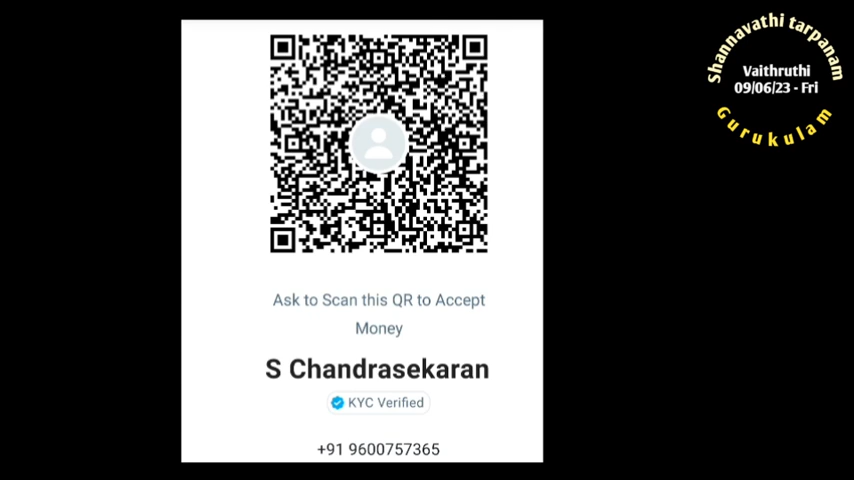 Shannavathi tarpanam
Vaithruthi
09/06/23 - Fri
Gurukulam
Ask to Scan this QR to Accept
Money
S Chandrasekaran
KYC Verified
+91 9600757365